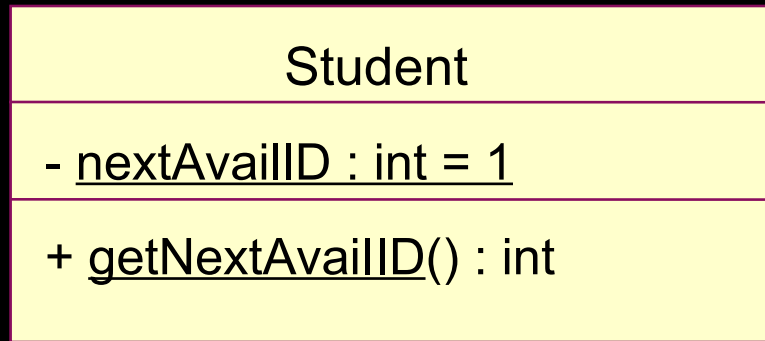 Student
- nextAvailID : int = 1
+ getNextAvailID() : int